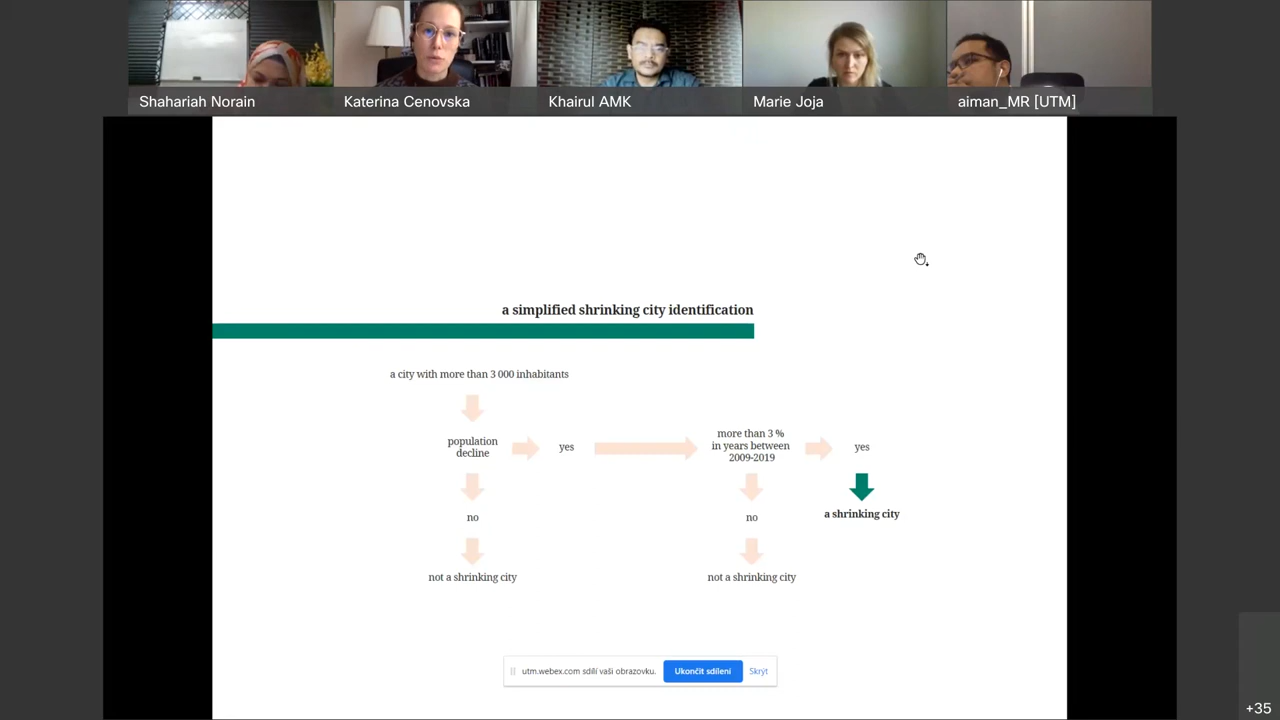 Shahariah Norain
Katerina Cenovska
Khairul AMK
Marie Joja
aiman_MR [UTM]
a simplified shrinking city identification
a city with more than 3 000 inhabitants
population
decline
yes
more than 3 %
in years between
2009-2019
yes
no
no
a shrinking city
not a shrinking city
not a shrinking city
utm.webex.com sdílí vaši obrazovku.
Ukončit sdílení
Skrýt
+35